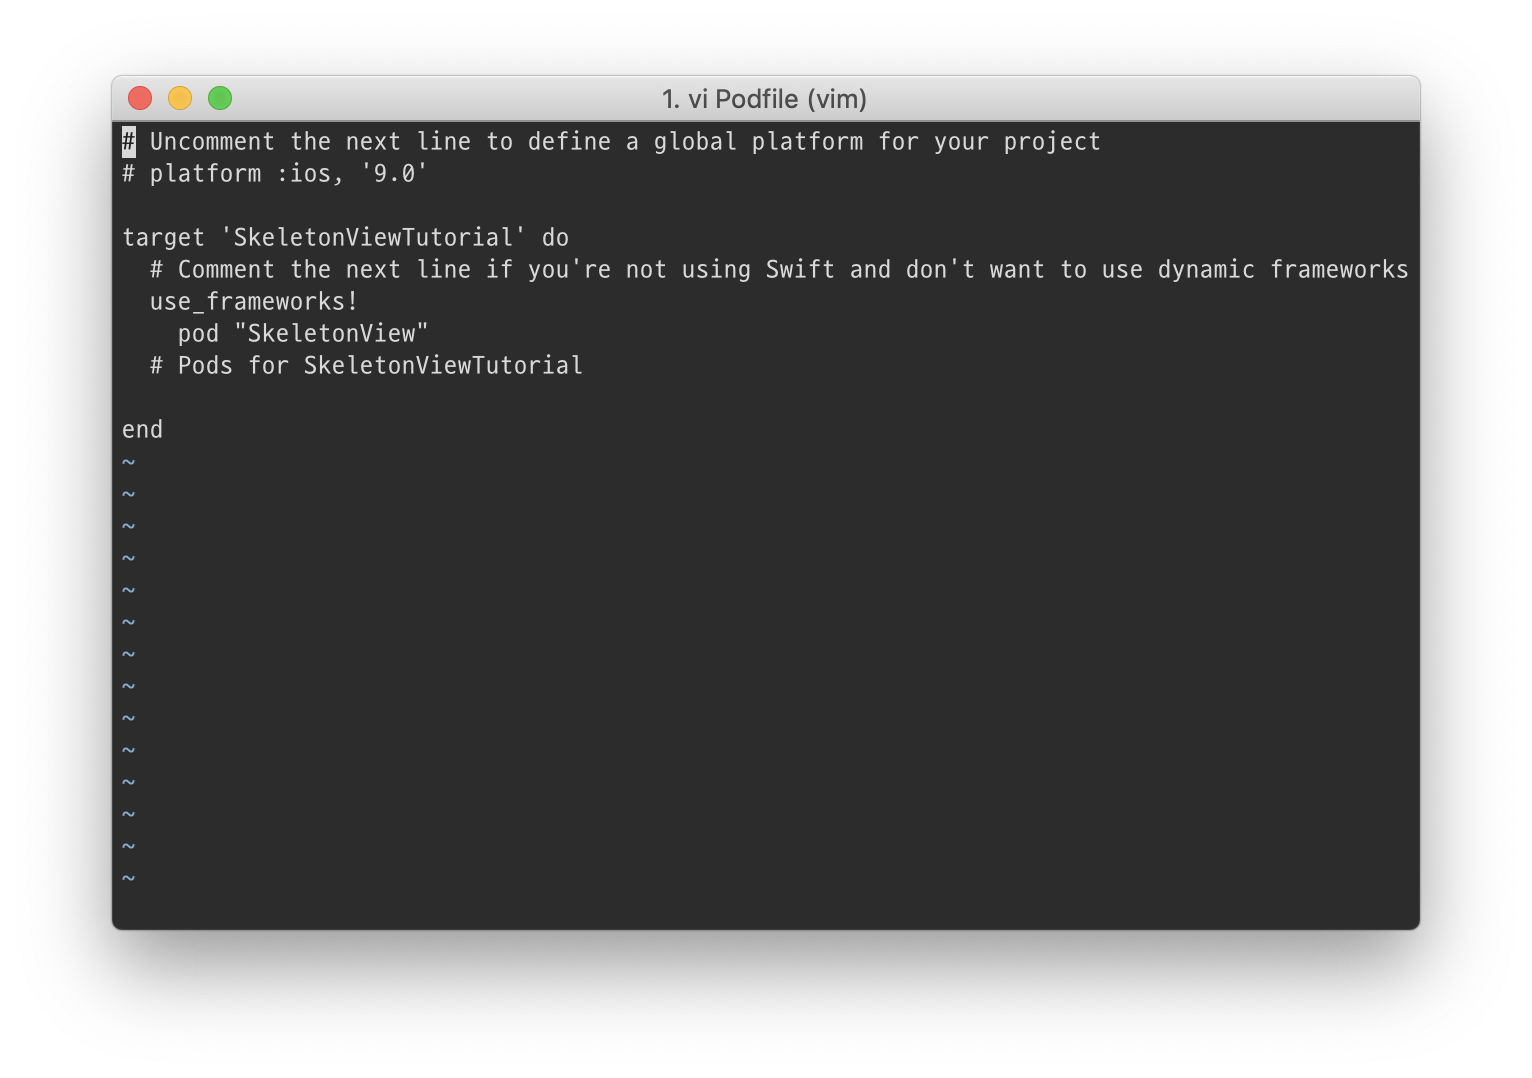 1. vi Podfile (vim)
# Uncomment the next line to define a global platform for your project
# platform :ios, '9.0'
target 'SkeletonViewTutorial' do
# Comment the next line if you're not using Swift and don't want to use dynamic frameworks
use_frameworks!
pod "SkeletonView"
# Pods for SkeletonViewTutorial
end
~
~
~
~
~
~
~
~
~
~
~
~
~
~